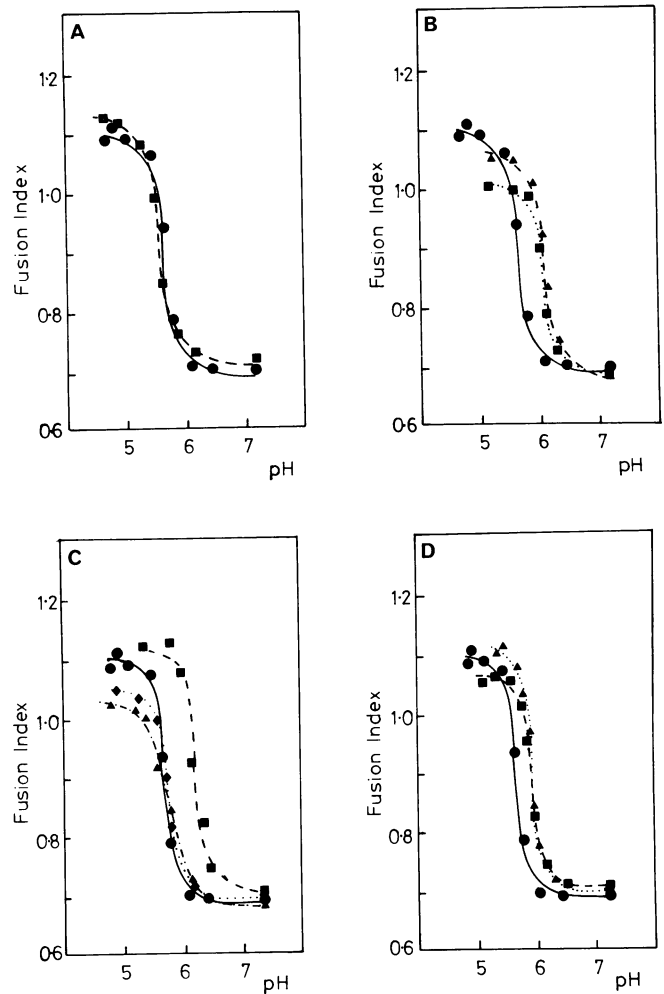 A
1·2
1·0
0·8
0·6
Fusion Index
5 6 7
pH
B
1·2
1·0
0·8
0·6
Fusion Index
5 6 7
pH
C
1·2
1·0
0·8
0·6
Fusion Index
5 6 7
pH
D
1·2
1·0
0·8
0·6
Fusion Index
5 6 7
pH